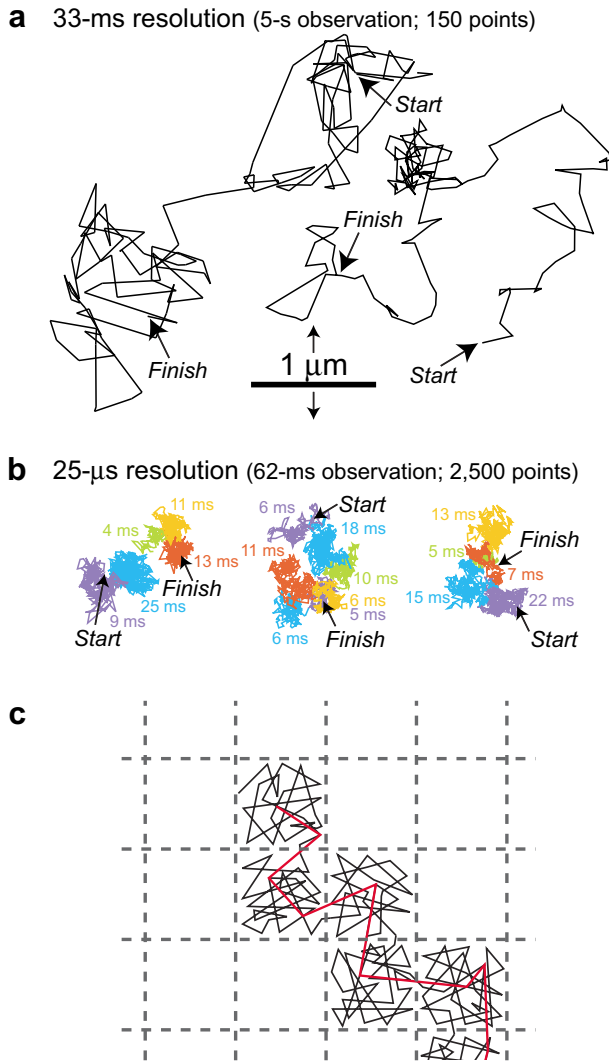 a 33-ms resolution (5-s observation; 150 points)
Start
Finish
Finish
1 μm
Start
b 25-μs resolution (62-ms observation; 2,500 points)
11 ms
4 ms
13 ms
Finish
25 ms
9 ms
Start
6 ms
Start
18 ms
11 ms
10 ms
6 ms
5 ms
6 ms
Finish
13 ms
Finish
5 ms
7 ms
15 ms
22 ms
Start
c